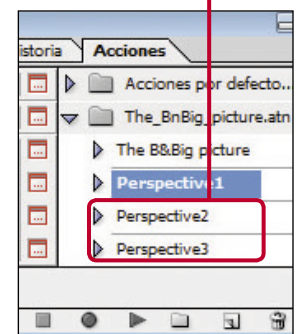 istoria Acciones
Acciones por defecto..
The_BnBig_picture.atn
The B&Big picture
Perspective1
Perspective2
Perspective3